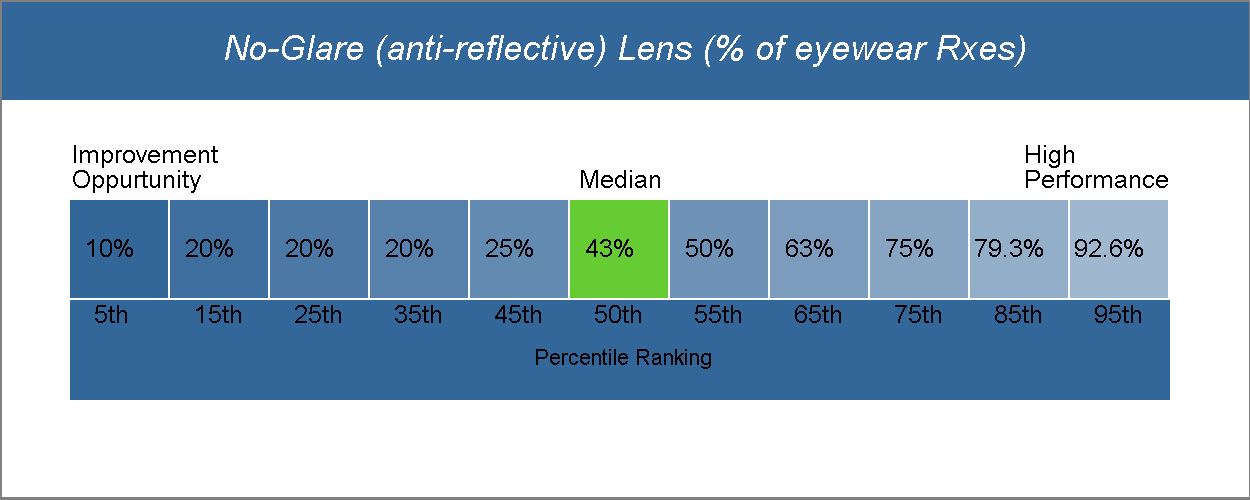 No-Glare (anti-reflective) Lens (% of eyewear Rxes)
Improvement
Oppurtunity
Median
High
Performance
10% 20% 20% 20% 25% 43% 50% 63% 75% 79.3% 92.6%
5th 15th 25th 35th 45th 50th 55th 65th 75th 85th 95th
Percentile Ranking